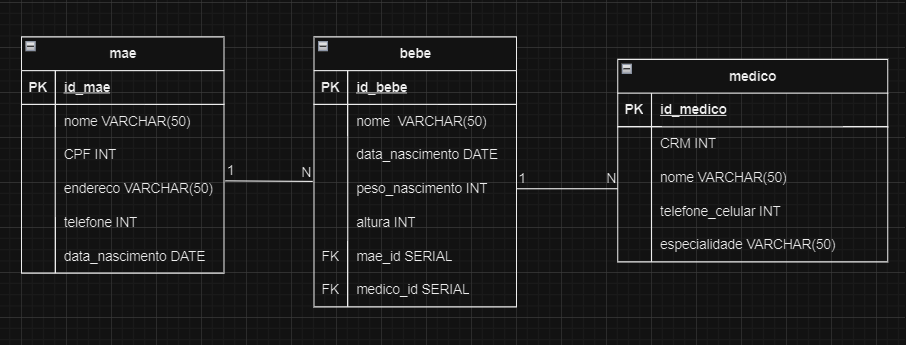 mae
PK id_mae
nome VARCHAR(50)
CPF INT
endereco VARCHAR(50)
telefone INT
data_nascimento DATE
1 N
bebe
PK id_bebe
nome VARCHAR(50)
data_nascimento DATE
peso_nascimento INT
altura INT
FK mae_id SERIAL
FK medico_id SERIAL
1 N
medico
PK id_medico
CRM INT
nome VARCHAR(50)
telefone_celular INT
especialidade VARCHAR(50)